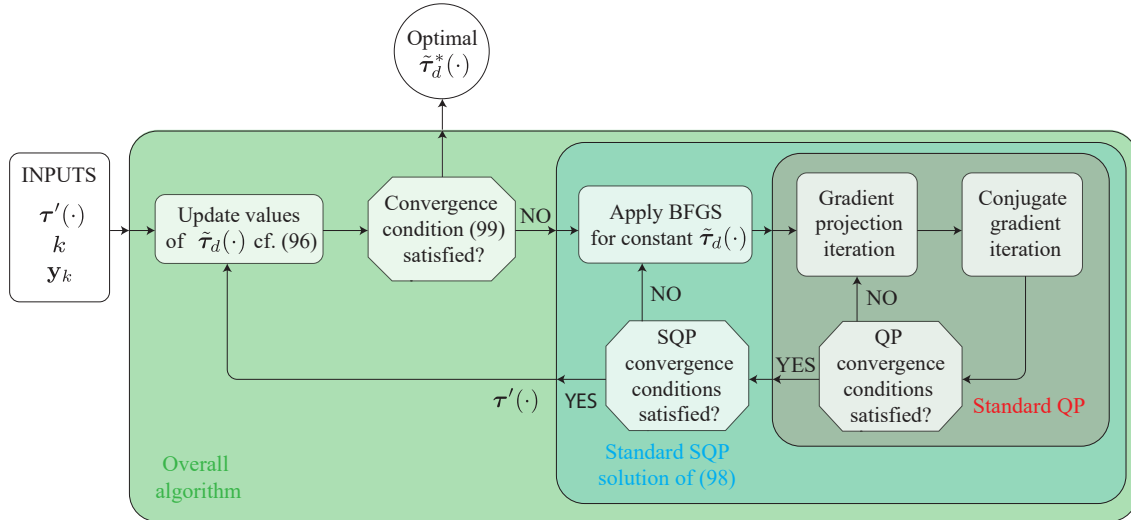 Optimal
τ̃*_d(·)
INPUTS
τ′(·)
k
y_k
Update values
of τ̃_d(·) cf. (96)
Convergence
condition (99)
satisfied?
NO
Apply BFGS
for constant τ̃_d(·)
Gradient
projection
iteration
Conjugate
gradient
iteration
NO
NO
SQP
convergence
conditions
satisfied?
YES
QP
convergence
conditions
satisfied?
τ′(·)
YES
Standard QP
Standard SQP
solution of (98)
Overall
algorithm